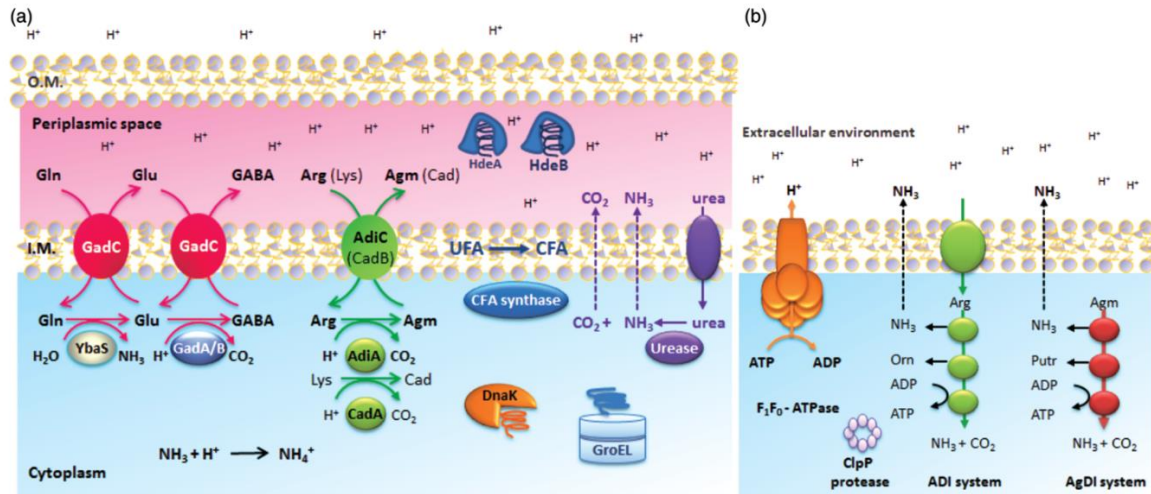 (a)
H⁺ H⁺ H⁺ H⁺ H⁺ H⁺ H⁺ H⁺
O.M.
Periplasmic space
H⁺ H⁺ H⁺ H⁺ H⁺ H⁺
H⁺ H⁺ H⁺ H⁺ H⁺ H⁺
HdeA
HdeB
Gln
Glu
GABA
Arg (Lys)
Agm (Cad)
H⁺
CO₂
NH₃
urea
I.M.
GadC
GadC
AdiC
(CadB)
UFA
CFA
CFA synthase
Gln
Glu
GABA
Arg
Agm
CO₂ +
NH₃
urea
H₂O
YbaS
NH₃
H⁺
GadA/B
CO₂
H⁺
AdiA
CO₂
Urease
Lys
Cad
H⁺
CadA
CO₂
DnaK
GroEL
NH₃ + H⁺
NH₄⁺
Cytoplasm
(b)
Extracellular environment
H⁺ H⁺ H⁺ H⁺
H⁺ H⁺ H⁺ H⁺ H⁺ H⁺
H⁺
NH₃
NH₃
Arg
Agm
NH₃
NH₃
Orn
Putr
ATP
ADP
ADP
ATP
ADP
ATP
F₁F₀ - ATPase
ClpP
protease
NH₃ + CO₂
NH₃ + CO₂
ADI system
AgDI system